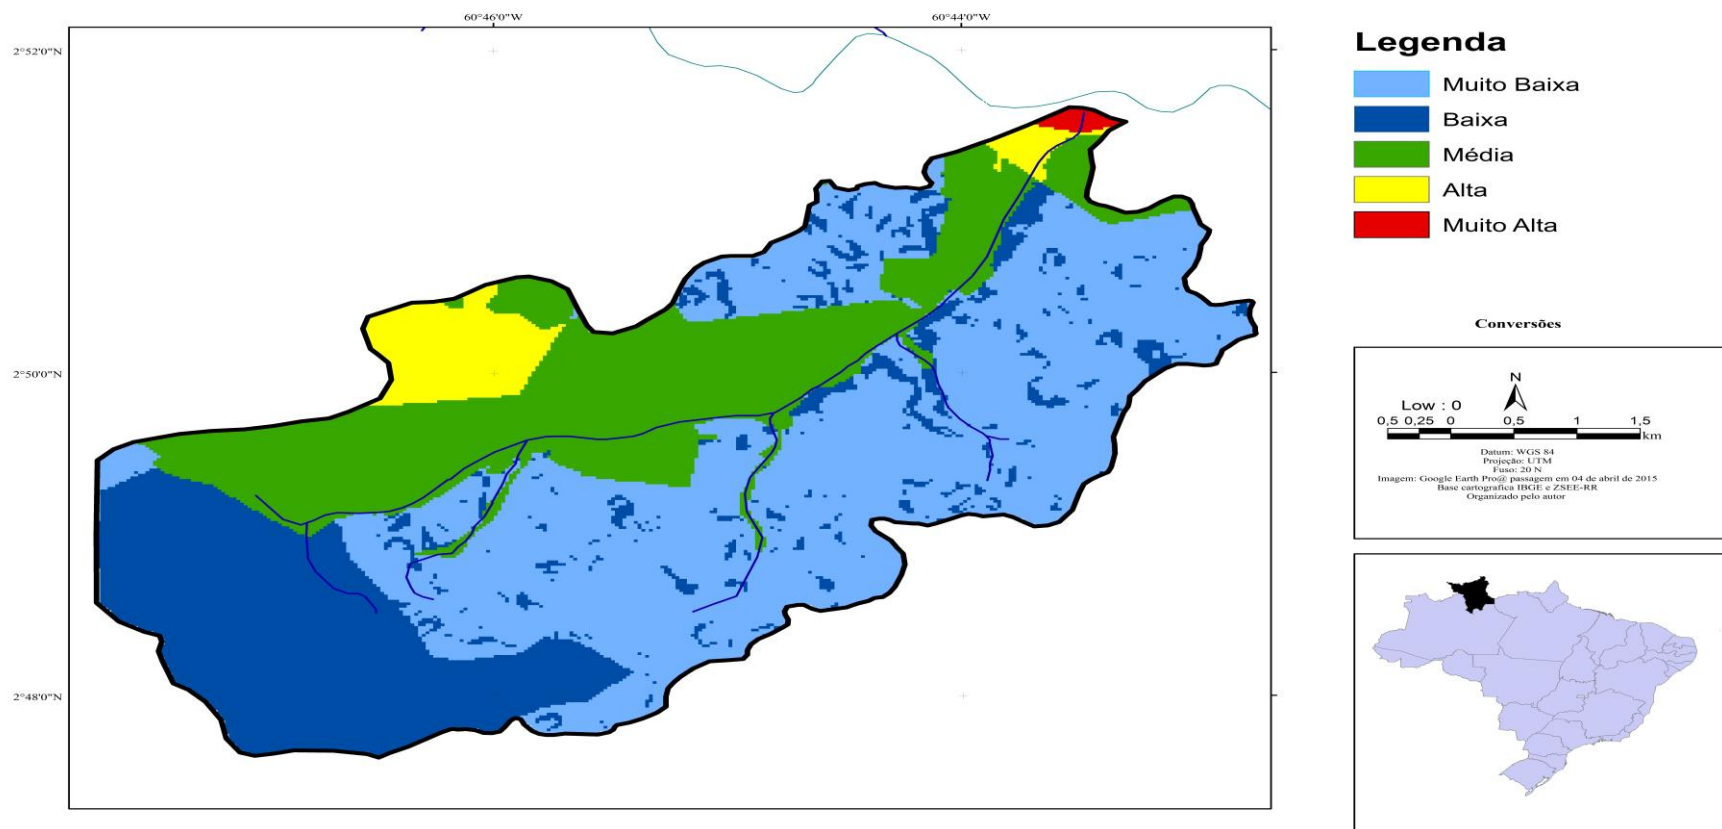 60°46'0"W
60°44'0"W
2°52'0"N
2°50'0"N
2°48'0"N
Legenda
Muito Baixa
Baixa
Média
Alta
Muito Alta
Conversões
N
Low : 0
0,5 0,25 0 0,5 1 1,5
km
Datum: WGS 84
Projeção: UTM
Fuso: 20 N
Imagem: Google Earth Pro@ passagem em 04 de abril de 2015
Base cartografica IBGE e ZSEE-RR
Organizado pelo autor